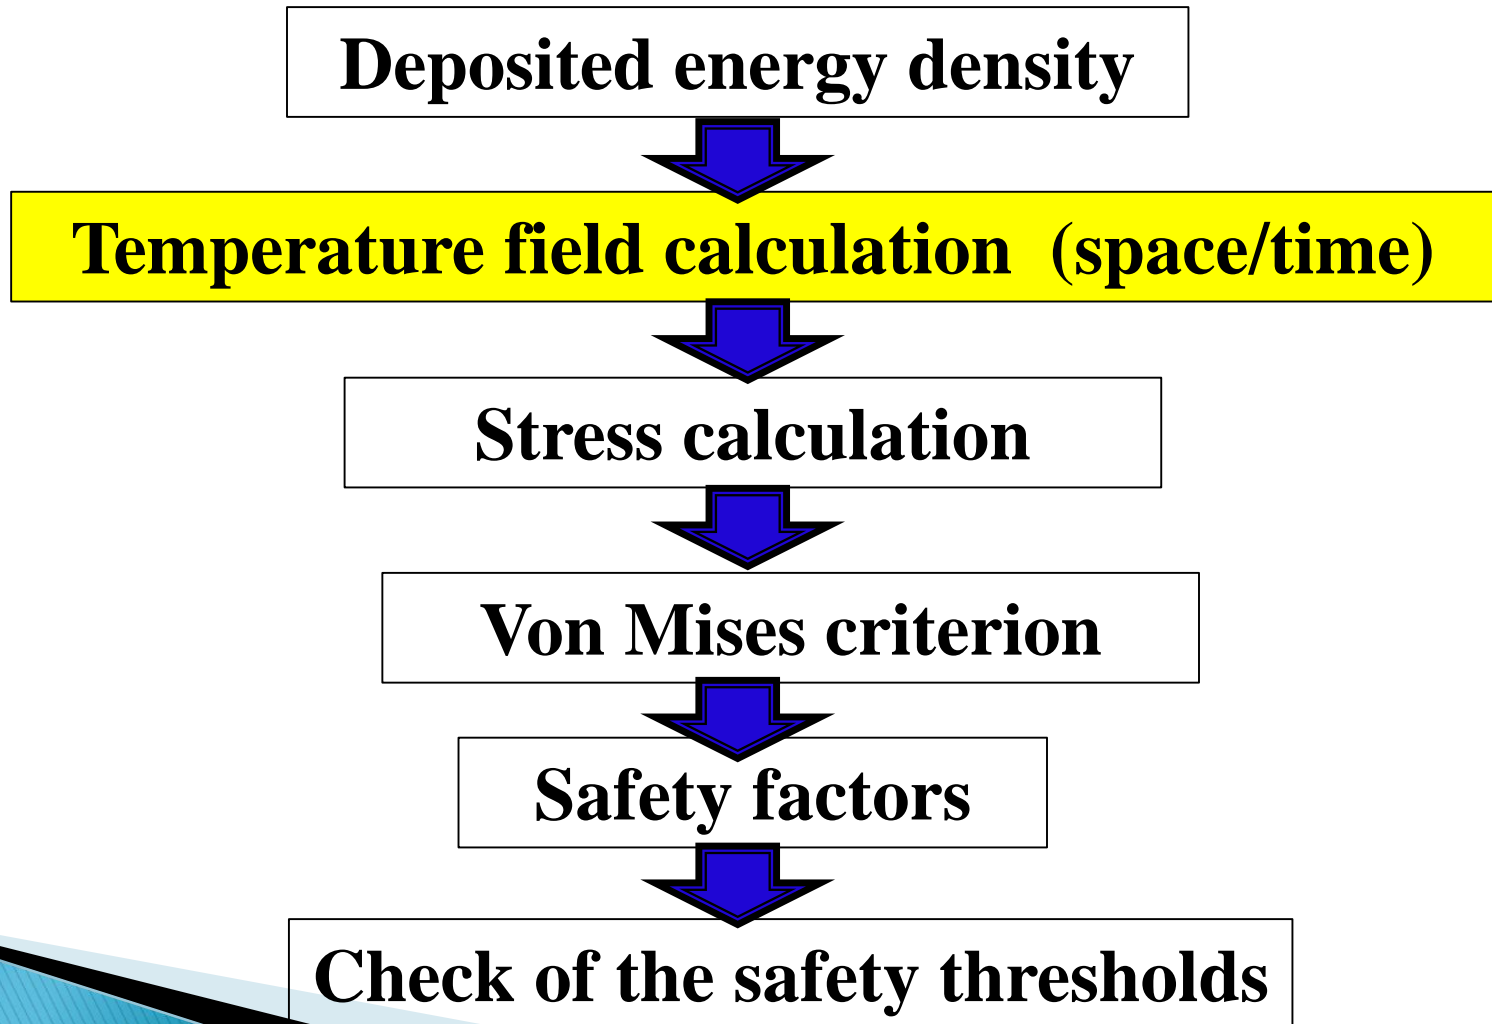 Deposited energy density
Temperature field calculation (space/time)
Stress calculation
Von Mises criterion
Safety factors
Check of the safety thresholds